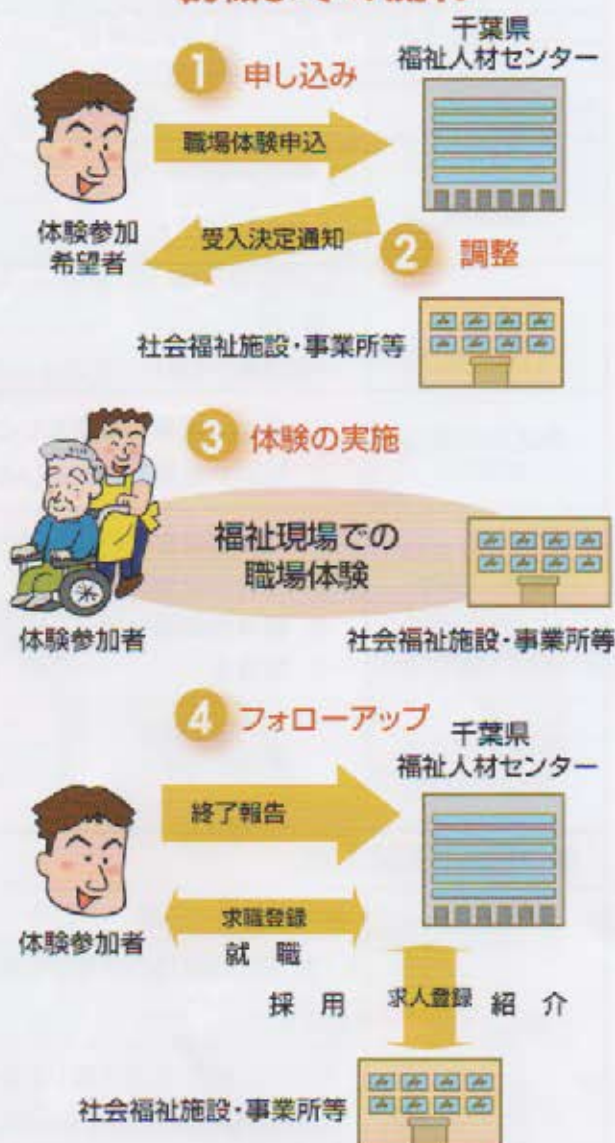 千葉県
福祉人材センター
1 申し込み
職場体験申込
体験参加
希望者
受入決定通知
2 調整
社会福祉施設・事業所等
3 体験の実施
福祉現場での
職場体験
体験参加者
社会福祉施設・事業所等
4 フォローアップ
千葉県
福祉人材センター
終了報告
体験参加者
求職登録
就 職
採 用
求人登録
紹 介
社会福祉施設・事業所等